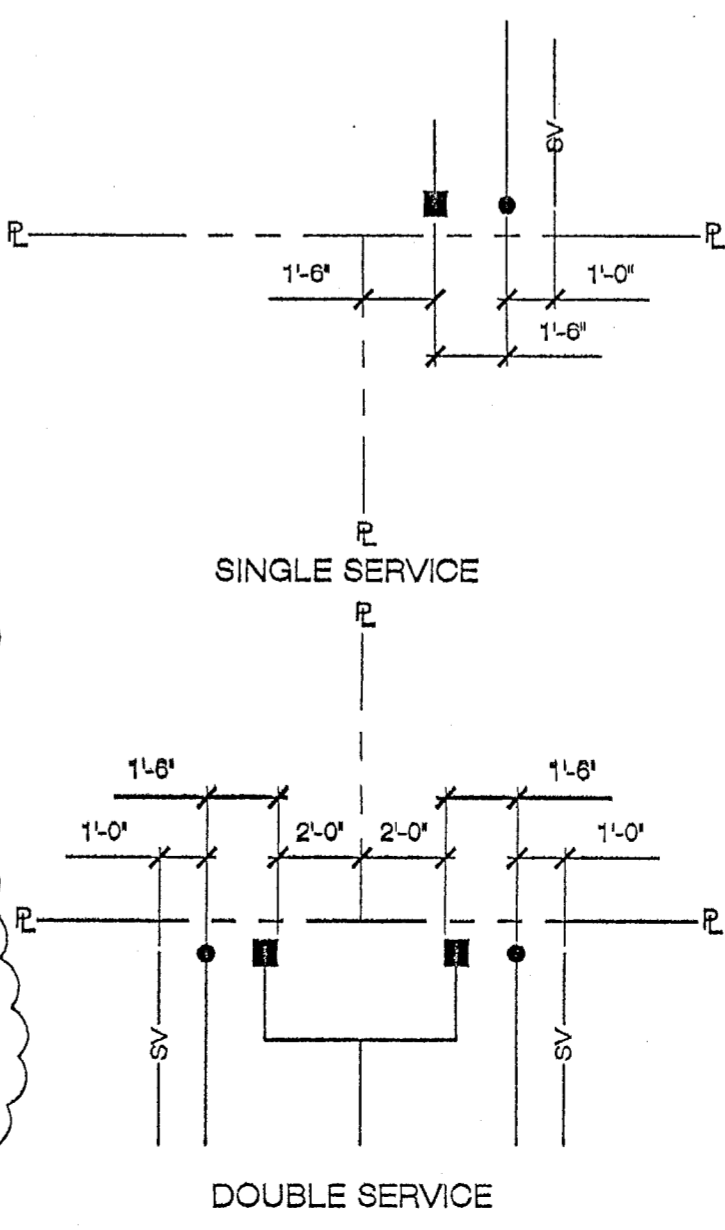 SV
PL PL
1'-6" 1'-0"
1'-6"
PL
SINGLE SERVICE
PL
1'-6" 1'-6"
1'-0" 2'-0" 2'-0" 1'-0"
PL PL
SV SV
DOUBLE SERVICE